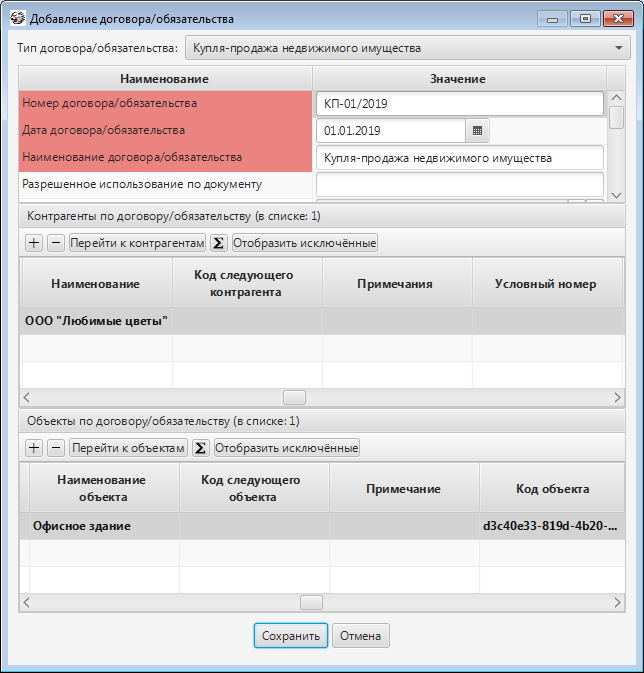 Добавление договора/обязательства
Тип договора/обязательства: Купля-продажа недвижимого имущества
Наименование Значение
Номер договора/обязательства КП-01/2019
Дата договора/обязательства 01.01.2019
Наименование договора/обязательства Купля-продажа недвижимого имущества
Разрешенное использование по документу
Контрагенты по договору/обязательству (в списке: 1)
+ − Перейти к контрагентам Σ Отобразить исключённые
Наименование Код следующего контрагента Примечания Условный номер
ООО "Любимые цветы"
Объекты по договору/обязательству (в списке: 1)
+ − Перейти к объектам Σ Отобразить исключённые
Наименование объекта Код следующего объекта Примечание Код объекта
Офисное здание d3c40e33-819d-4b20-...
Сохранить Отмена